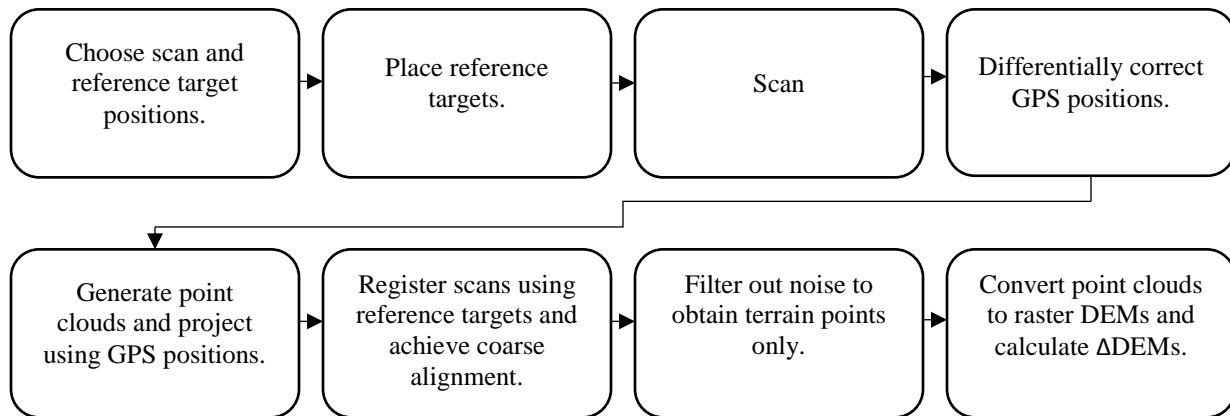 Choose scan and
reference target
positions.
Place reference
targets.
Scan
Differentially correct
GPS positions.
Generate point
clouds and project
using GPS positions.
Register scans using
reference targets and
achieve coarse
alignment.
Filter out noise to
obtain terrain points
only.
Convert point clouds
to raster DEMs and
calculate ΔDEMs.